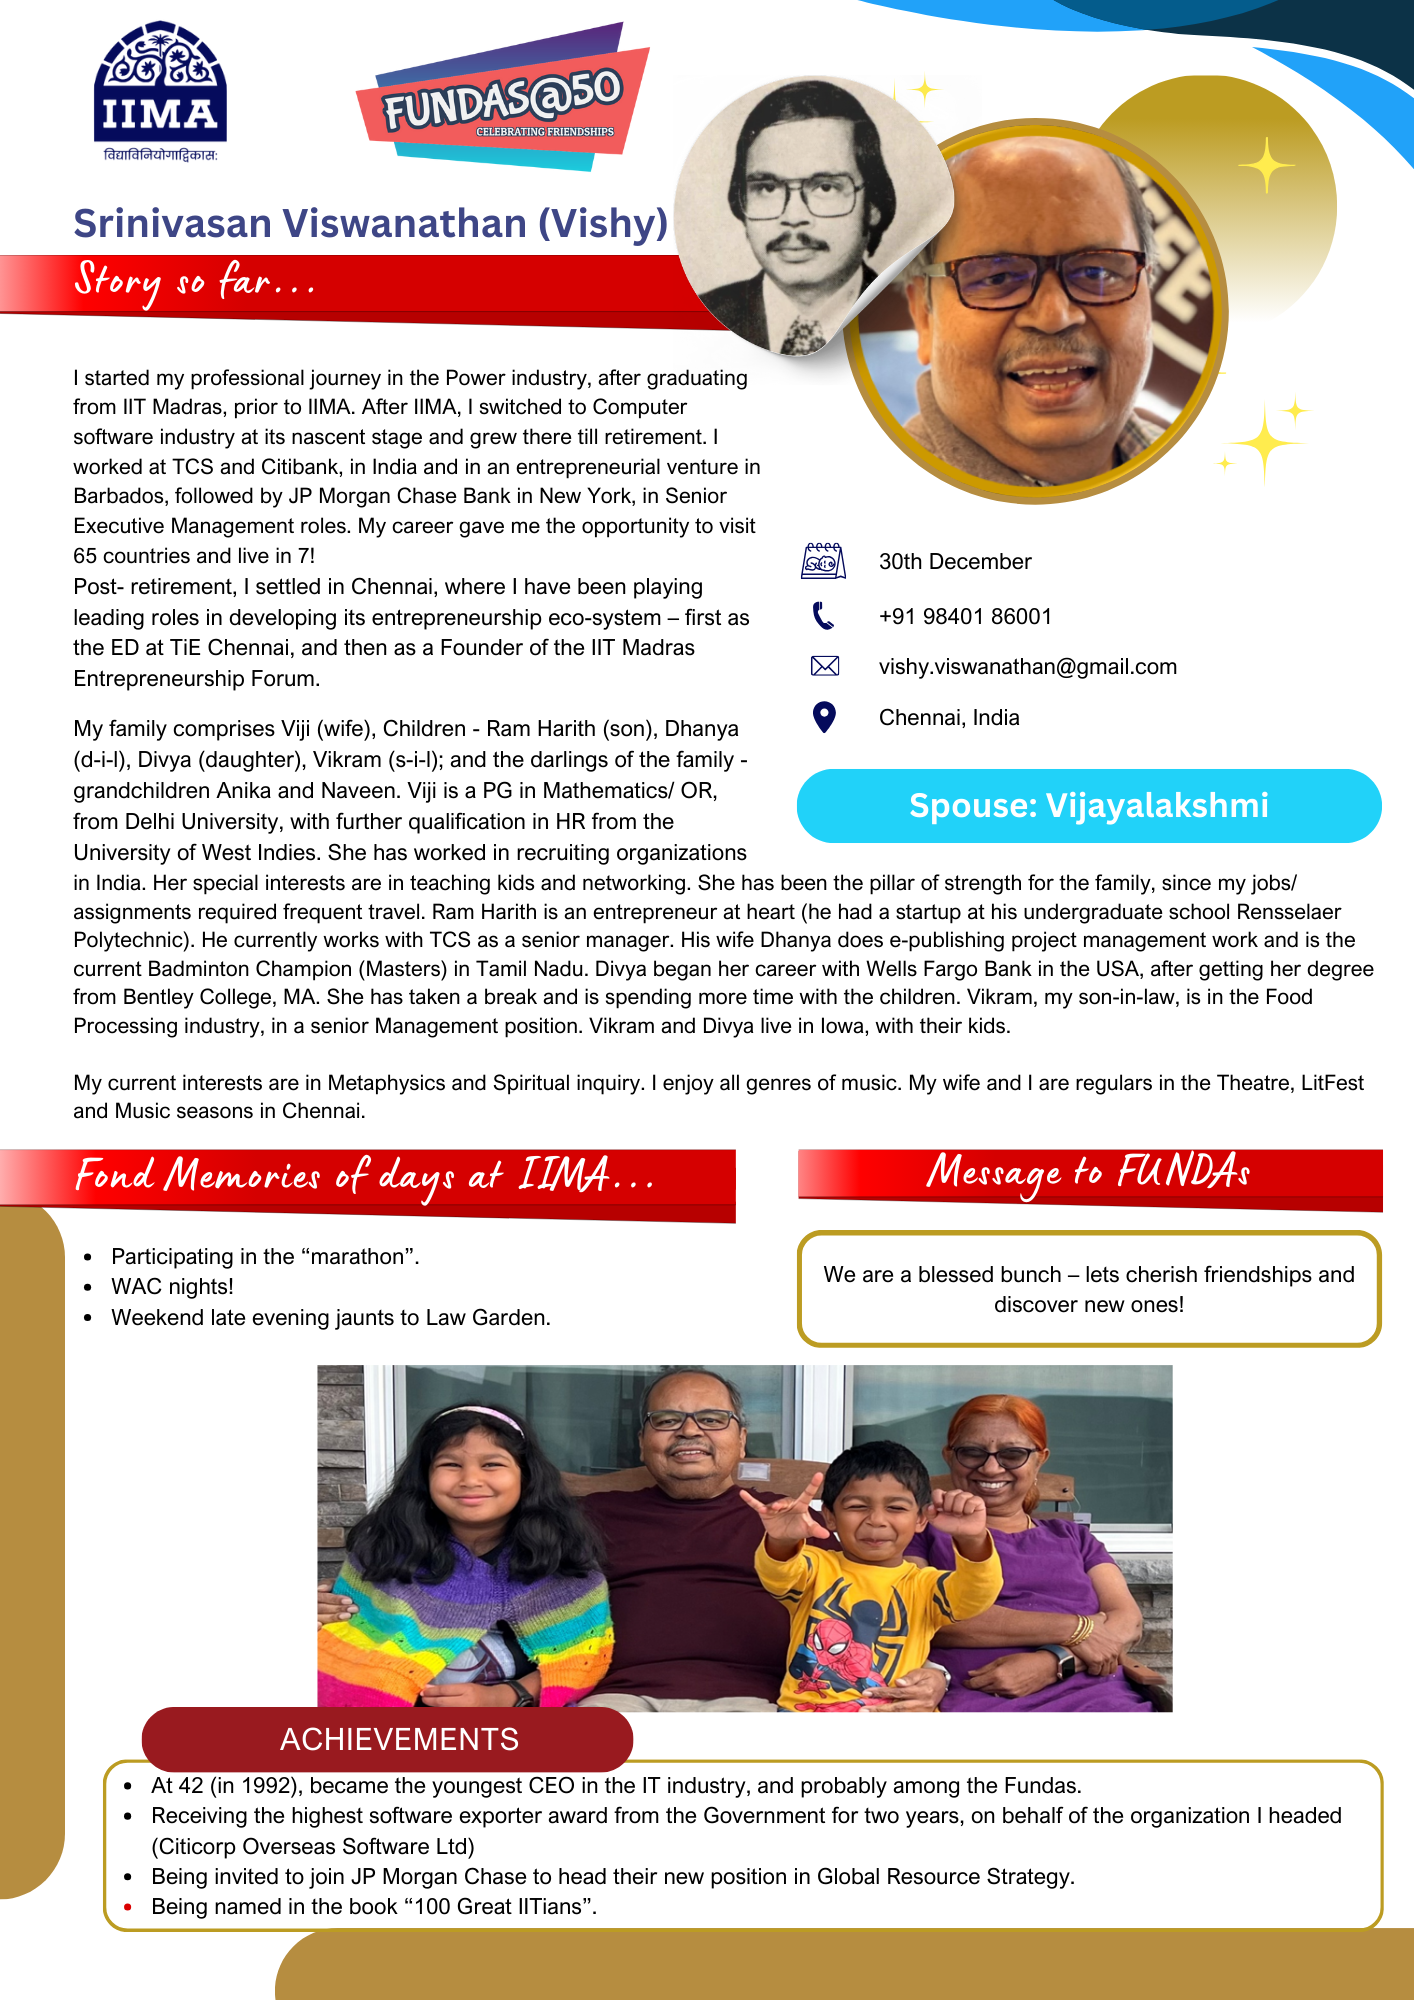 IIMA
विद्याविनियोगाद्विकासः
FUNDAS@50
CELEBRATING FRIENDSHIPS
Srinivasan Viswanathan (Vishy)
Story so far...
I started my professional journey in the Power industry, after graduating
from IIT Madras, prior to IIMA. After IIMA, I switched to Computer
software industry at its nascent stage and grew there till retirement. I
worked at TCS and Citibank, in India and in an entrepreneurial venture in
Barbados, followed by JP Morgan Chase Bank in New York, in Senior
Executive Management roles. My career gave me the opportunity to visit
65 countries and live in 7!
Post- retirement, I settled in Chennai, where I have been playing
leading roles in developing its entrepreneurship eco-system – first as
the ED at TiE Chennai, and then as a Founder of the IIT Madras
Entrepreneurship Forum.
30th December
+91 98401 86001
vishy.viswanathan@gmail.com
Chennai, India
Spouse: Vijayalakshmi
My family comprises Viji (wife), Children - Ram Harith (son), Dhanya
(d-i-l), Divya (daughter), Vikram (s-i-l); and the darlings of the family -
grandchildren Anika and Naveen. Viji is a PG in Mathematics/ OR,
from Delhi University, with further qualification in HR from the
University of West Indies. She has worked in recruiting organizations
in India. Her special interests are in teaching kids and networking. She has been the pillar of strength for the family, since my jobs/
assignments required frequent travel. Ram Harith is an entrepreneur at heart (he had a startup at his undergraduate school Rensselaer
Polytechnic). He currently works with TCS as a senior manager. His wife Dhanya does e-publishing project management work and is the
current Badminton Champion (Masters) in Tamil Nadu. Divya began her career with Wells Fargo Bank in the USA, after getting her degree
from Bentley College, MA. She has taken a break and is spending more time with the children. Vikram, my son-in-law, is in the Food
Processing industry, in a senior Management position. Vikram and Divya live in Iowa, with their kids.
My current interests are in Metaphysics and Spiritual inquiry. I enjoy all genres of music. My wife and I are regulars in the Theatre, LitFest
and Music seasons in Chennai.
Fond Memories of days at IIMA...
Participating in the “marathon”.
WAC nights!
Weekend late evening jaunts to Law Garden.
Message to FUNDAs
We are a blessed bunch – lets cherish friendships and
discover new ones!
ACHIEVEMENTS
At 42 (in 1992), became the youngest CEO in the IT industry, and probably among the Fundas.
Receiving the highest software exporter award from the Government for two years, on behalf of the organization I headed
(Citicorp Overseas Software Ltd)
Being invited to join JP Morgan Chase to head their new position in Global Resource Strategy.
Being named in the book “100 Great IITians”.